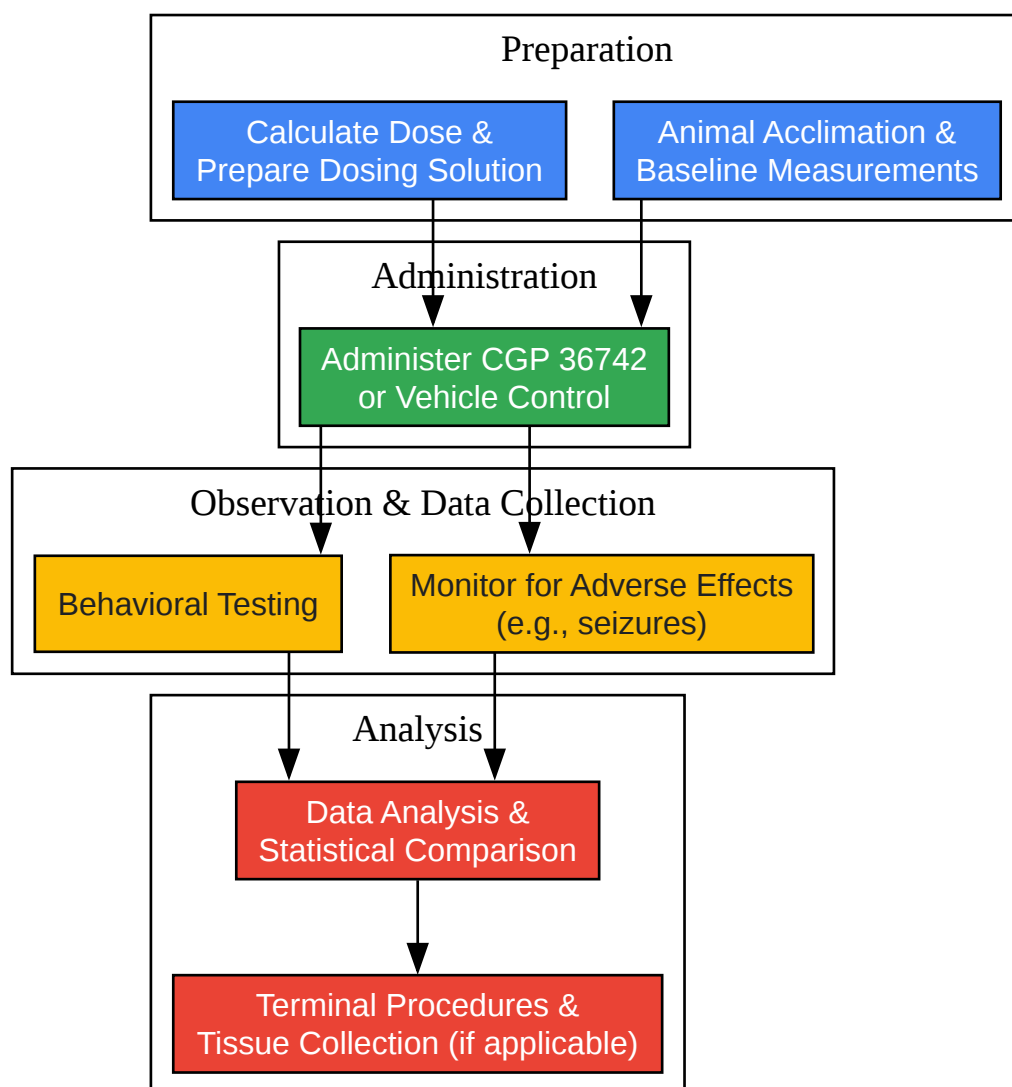 Preparation
Calculate Dose &
Prepare Dosing Solution
Animal Acclimation &
Baseline Measurements
Administration
Administer CGP 36742
or Vehicle Control
Observation & Data Collection
Behavioral Testing
Monitor for Adverse Effects
(e.g., seizures)
Analysis
Data Analysis &
Statistical Comparison
Terminal Procedures &
Tissue Collection (if applicable)